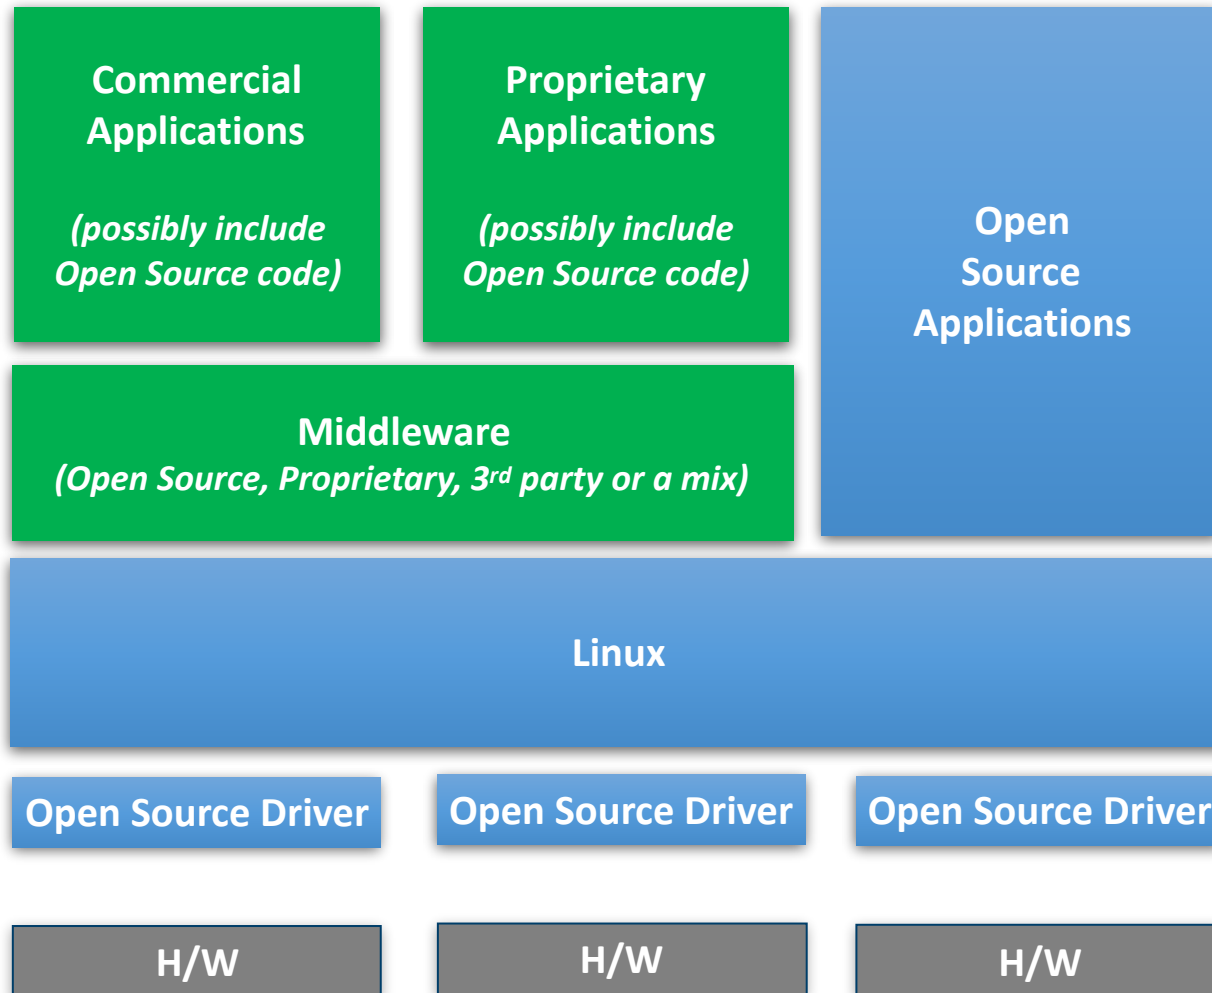 Commercial
Applications
(possibly include
Open Source code)
Proprietary
Applications
(possibly include
Open Source code)
Open
Source
Applications
Middleware
(Open Source, Proprietary, 3rd party or a mix)
Linux
Open Source Driver
Open Source Driver
Open Source Driver
H/W
H/W
H/W